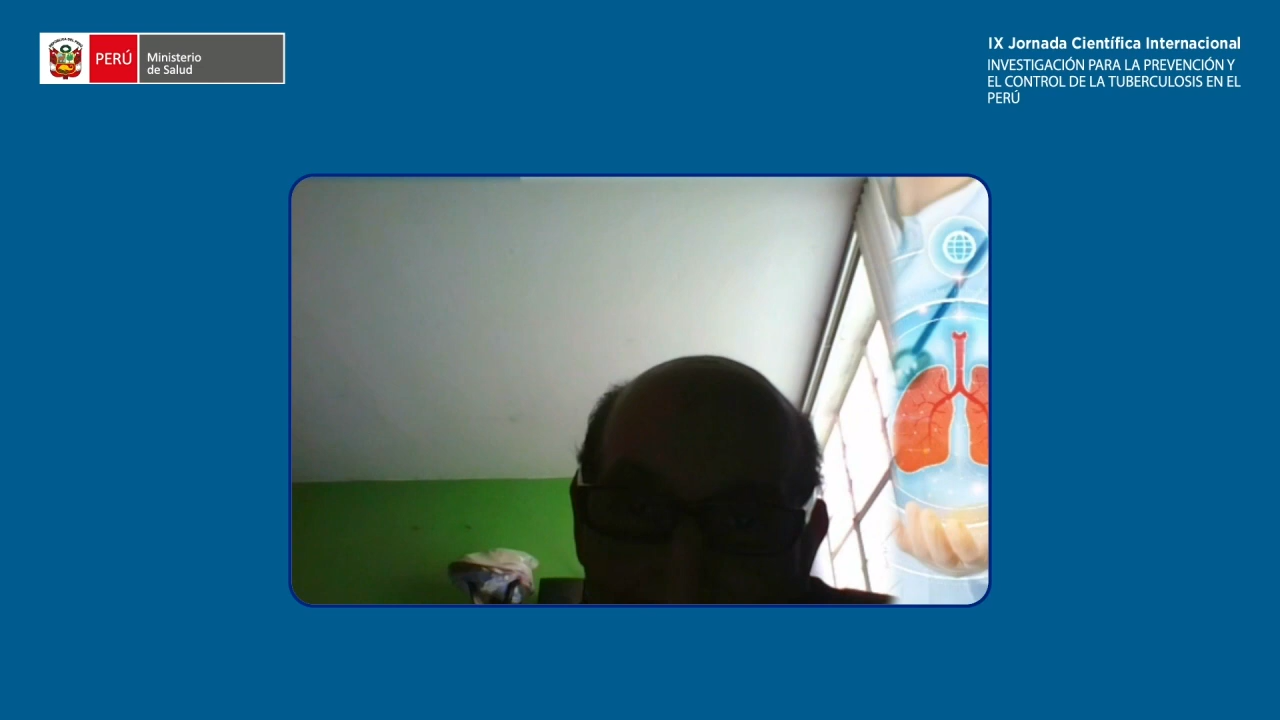 PERÚ
Ministerio
de Salud
IX Jornada Científica Internacional
INVESTIGACIÓN PARA LA PREVENCIÓN Y
EL CONTROL DE LA TUBERCULOSIS EN EL
PERÚ